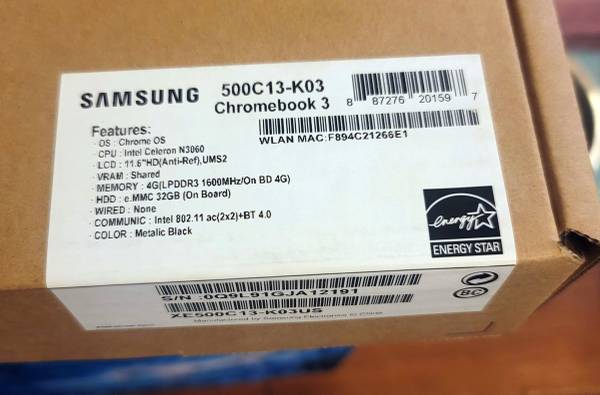 SAMSUNG
500C13-K03
Chromebook 3
8 87276 20159 7
WLAN MAC:F894C21266E1
Features:
· OS : Chrome OS
· CPU : Intel Celeron N3060
· LCD : 11.6"HD(Anti-Ref),UMS2
· VRAM : Shared
· MEMORY : 4G(LPDDR3 1600MHz/On BD 4G)
· HDD : e.MMC 32GB (On Board)
· WIRED : None
· COMMUNIC : Intel 802.11 ac(2x2)+BT 4.0
· COLOR : Metalic Black
energy
ENERGY STAR
S/N :0Q9L91GJA12191
BC
XE500C13-K03US
Manufactured by Samsung Electronics in China